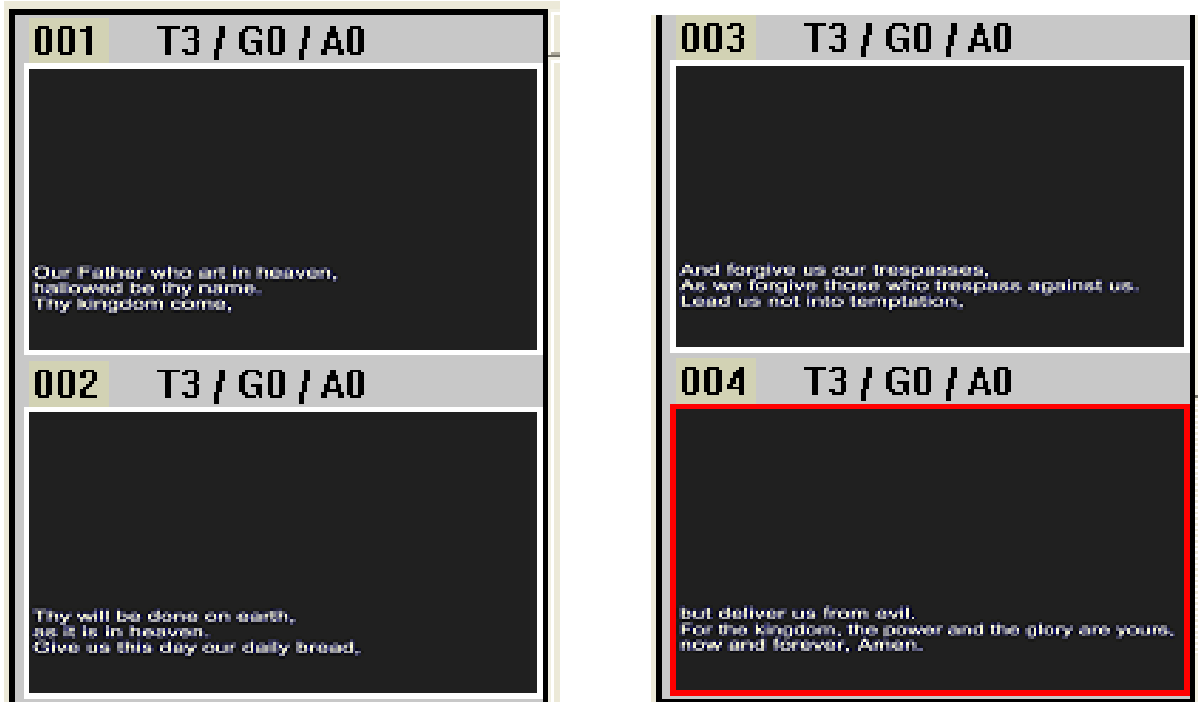 001 T3 / G0 / A0
Our Father who art in heaven,
hallowed be thy name.
Thy kingdom come,
002 T3 / G0 / A0
Thy will be done on earth,
as it is in heaven.
Give us this day our daily bread,
003 T3 / G0 / A0
And forgive us our trespasses,
As we forgive those who trespass against us.
Lead us not into temptation,
004 T3 / G0 / A0
but deliver us from evil.
For the kingdom, the power and the glory are yours,
now and forever, Amen.